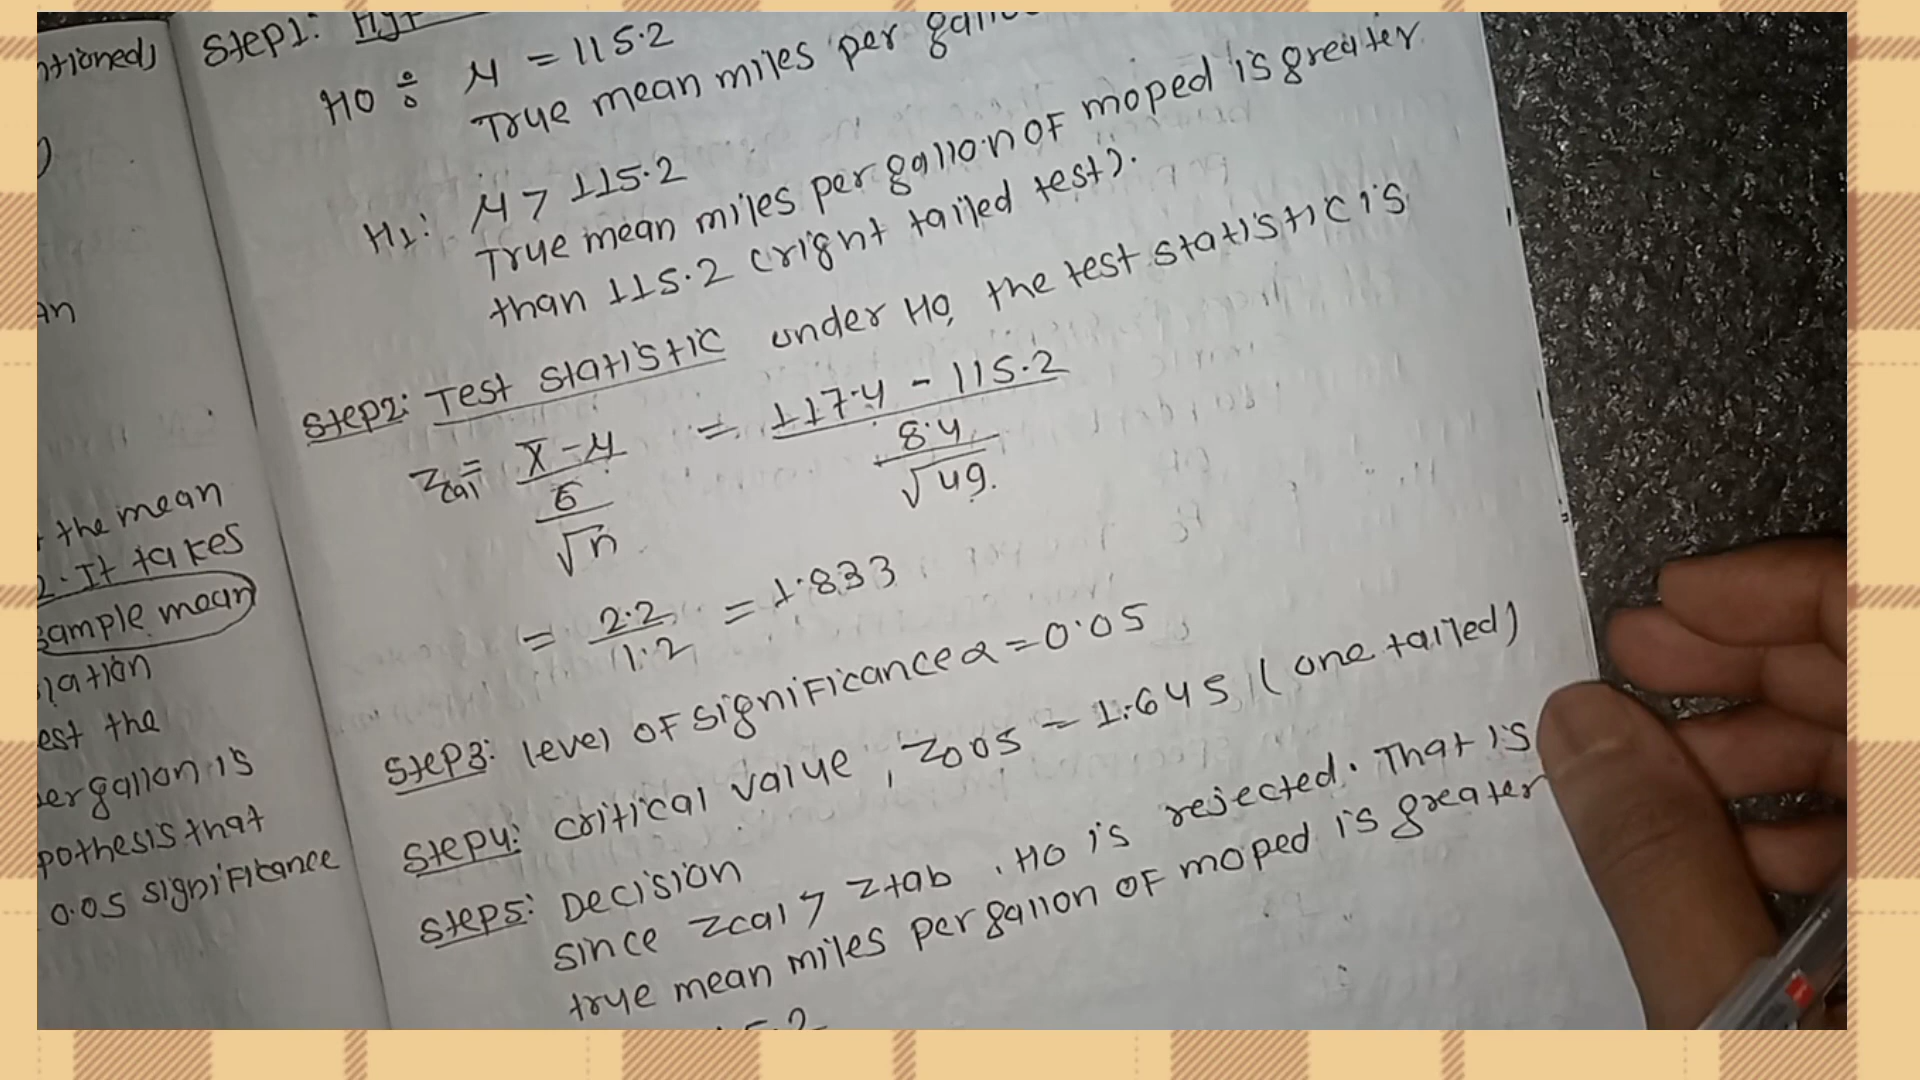 the mean
It takes
sample mean
est the
pergallon is
pothesis that
0.05 significance
Step1:
H0 : μ = 115.2
True mean miles per
H1: μ > 115.2
True mean miles per gallon of moped is greater
than 115.2 (right tailed test).
Step2: Test statistic under H0, the test statistic is
Zcal = X̄ - μ / σ / √n = 117.4 - 115.2 / 8.4 / √49.
= 2.2 / 1.2 = 1.833
Step3: level of significance α = 0.05
Step4: critical value, Z005 = 1.645 (one tailed)
Step5: Decision
since Zcal > Ztab, H0 is rejected. That is
true mean miles per gallon of moped is greater